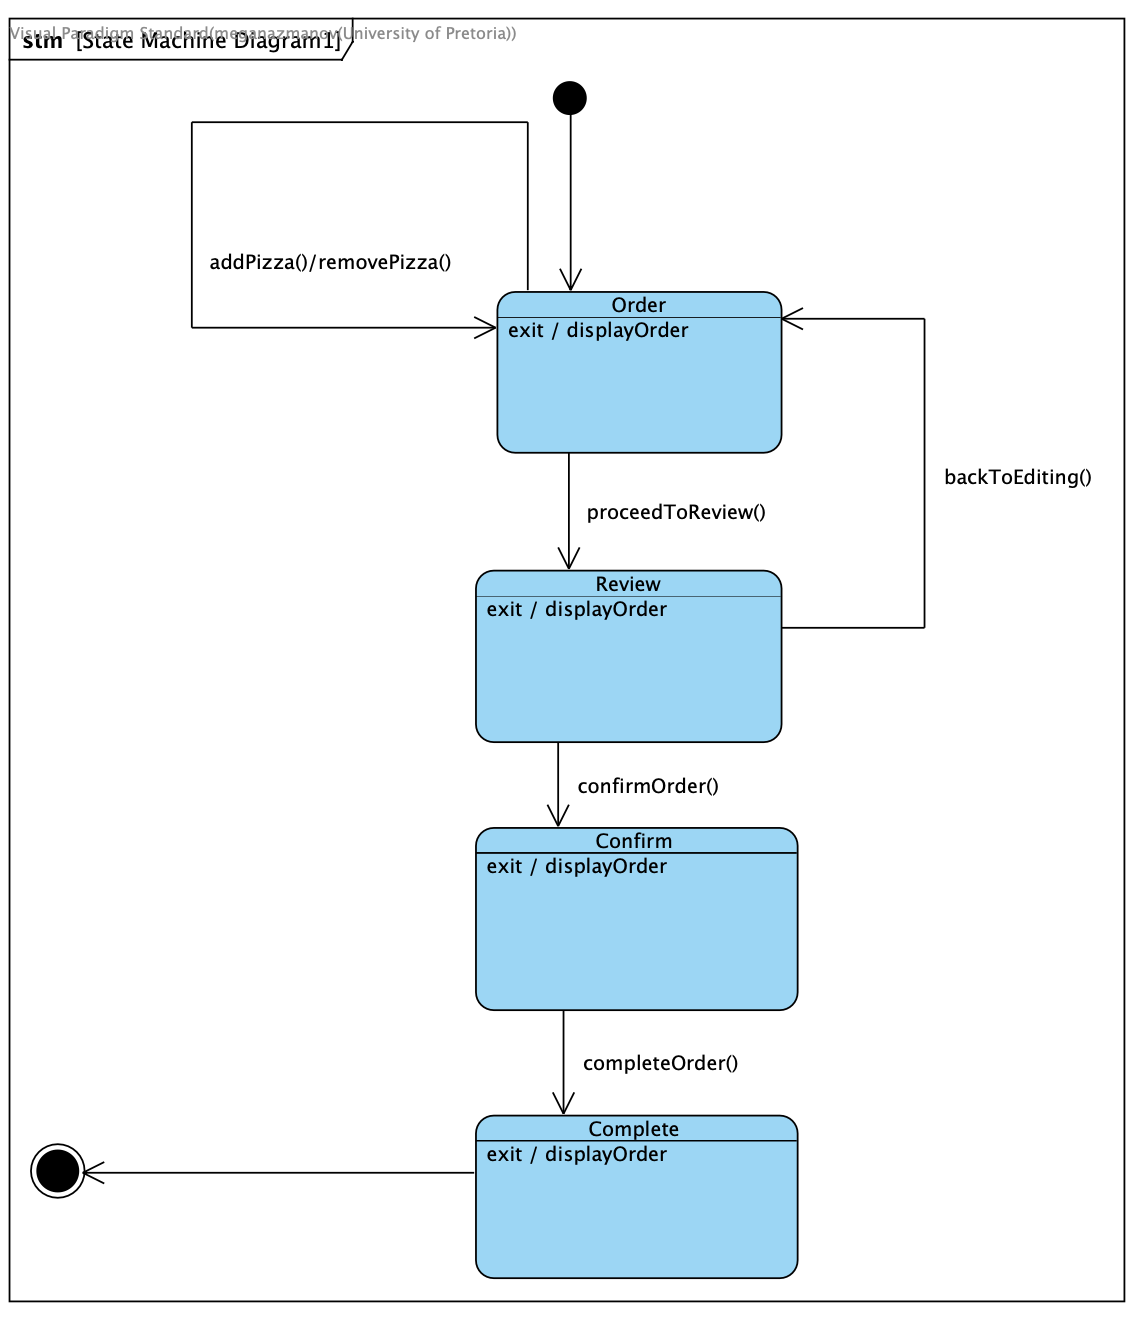 Visual Paradigm Standard(meganazmanov(University of Pretoria))
stm [State Machine Diagram1]
addPizza()/removePizza()
Order
exit / displayOrder
backToEditing()
proceedToReview()
Review
exit / displayOrder
confirmOrder()
Confirm
exit / displayOrder
completeOrder()
Complete
exit / displayOrder